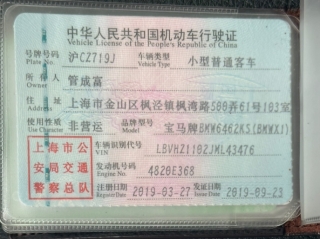 中华人民共和国机动车行驶证
Vehicle License of the People's Republic of China
号牌号码 沪CZ719J 车辆类型 小型普通客车
Plate No. Vehicle Type
所有人 管成富
Owner
住址 上海市金山区枫泾镇枫湾路500弄61号103室
Address
使用性质 非营运 品牌型号 宝马牌BMW6462KS(BMWX1)
Use Character Model
上海市公
安局交通
警察总队
车辆识别代号 LBVHZ1102JML43476
VIN
发动机号码 4820E368
Engine No.
注册日期 2019-03-27 发证日期 2019-09-23
Register Date Issue Date